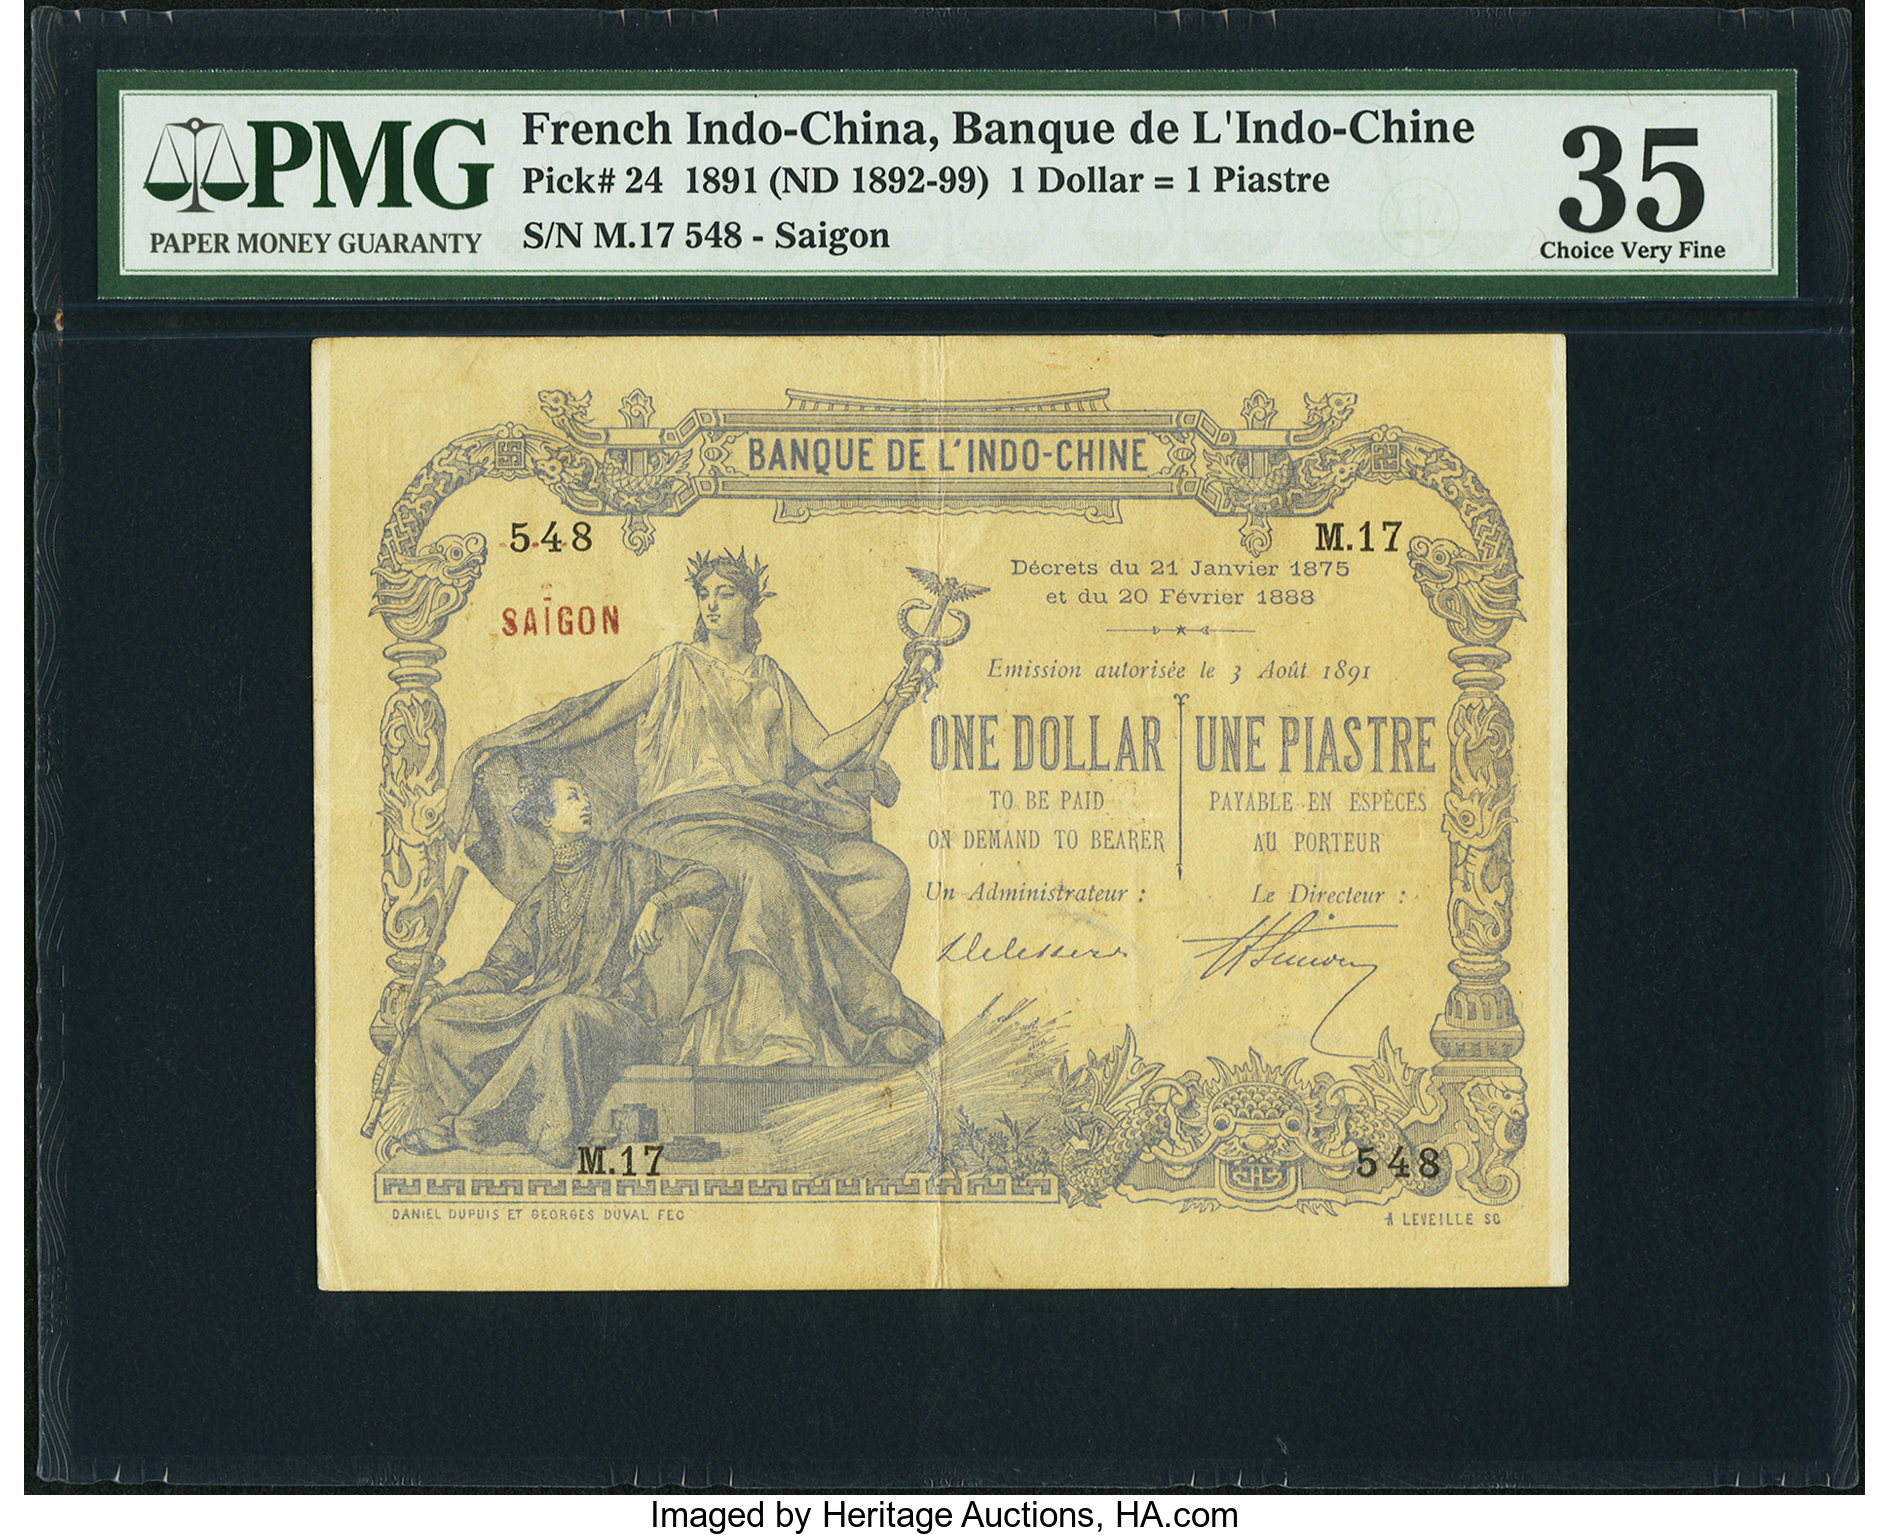 PMG
PAPER MONEY GUARANTY
French Indo-China, Banque de L'Indo-Chine
Pick# 24 1891 (ND 1892-99) 1 Dollar = 1 Piastre
S/N M.17 548 - Saigon
35
Choice Very Fine
BANQUE DE L'INDO-CHINE
548
M.17
SAÏGON
Décrets du 21 Janvier 1875
et du 20 Février 1888
Emission autorisée le 3 Août 1891
ONE DOLLAR
TO BE PAID
ON DEMAND TO BEARER
UNE PIASTRE
PAYABLE EN ESPÈCES
AU PORTEUR
Un Administrateur :
Le Directeur :
M.17
548
DANIEL DUPUIS ET GEORGES DUVAL FEC
A LEVEILLE SC
Imaged by Heritage Auctions, HA.com